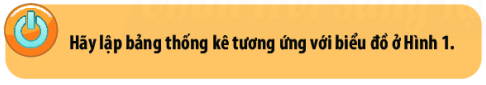 Hãy lập bảng thống kê tương ứng với biểu đồ ở Hình 1.